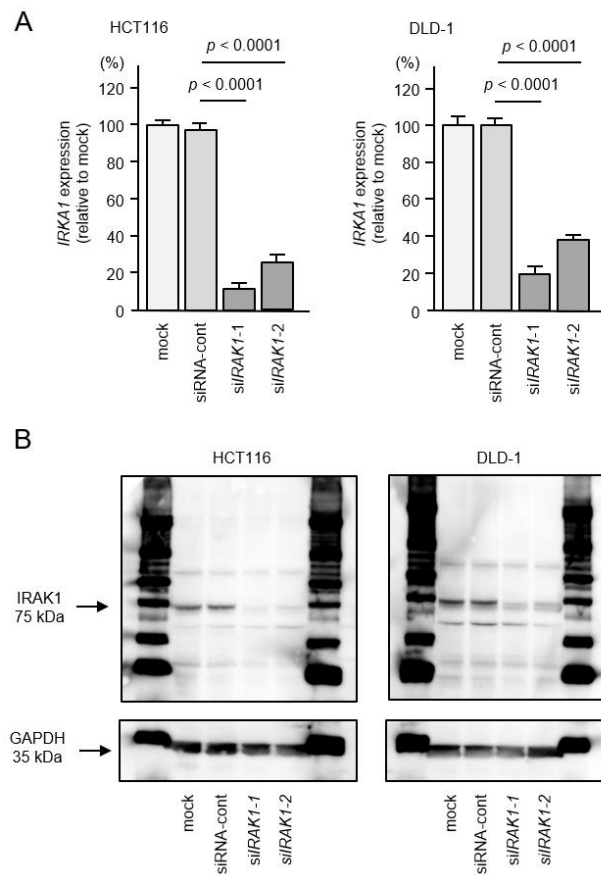 A
HCT116
DLD-1
p < 0.0001
p < 0.0001
(%)
120
100
80
60
40
20
0
IRKA1 expression
(relative to mock)
mock
siRNA-cont
siIRAK1-1
siIRAK1-2
p < 0.0001
p < 0.0001
(%)
120
100
80
60
40
20
0
IRKA1 expression
(relative to mock)
mock
siRNA-cont
siIRAK1-1
siIRAK1-2
B
HCT116
DLD-1
IRAK1
75 kDa
GAPDH
35 kDa
mock
siRNA-cont
siIRAK1-1
siIRAK1-2
mock
siRNA-cont
siIRAK1-1
siIRAK1-2